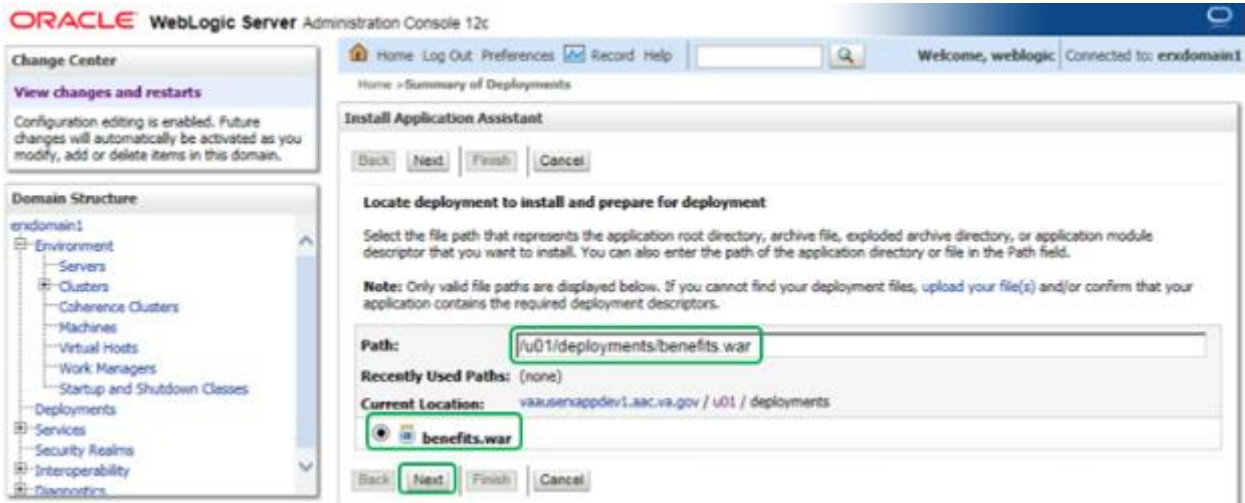 ORACLE WebLogic Server Administration Console 12c
Change Center
View changes and restarts
Configuration editing is enabled. Future
changes will automatically be activated as you
modify, add or delete items in this domain.
Domain Structure
erxdomain1
Environment
Servers
Clusters
Coherence Clusters
Machines
Virtual Hosts
Work Managers
Startup and Shutdown Classes
Deployments
Services
Security Realms
Interoperability
Diagnostics
Home Log Out Preferences Record Help
Welcome, weblogic Connected to: erxdomain1
Home >Summary of Deployments
Install Application Assistant
Back Next Finish Cancel
Locate deployment to install and prepare for deployment
Select the file path that represents the application root directory, archive file, exploded archive directory, or application module
descriptor that you want to install. You can also enter the path of the application directory or file in the Path field.
Note: Only valid file paths are displayed below. If you cannot find your deployment files, upload your file(s) and/or confirm that your
application contains the required deployment descriptors.
Path: /u01/deployments/benefits.war
Recently Used Paths: (none)
Current Location: vaauserxappdev1.aac.va.gov / u01 / deployments
benefits.war
Back Next Finish Cancel